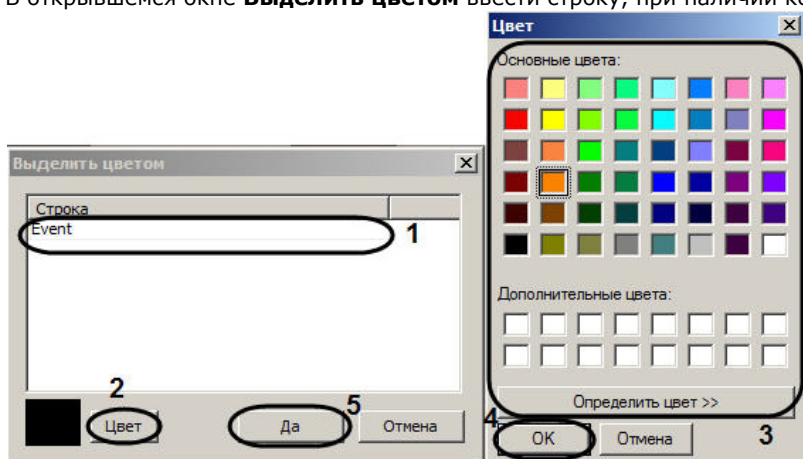 В открывшемся окне Выделить цветом ввести строку, при наличии ко
Цвет
Основные цвета:
Выделить цветом
Строка
Event
1
Дополнительные цвета:
2
5
Определить цвет >>
Цвет
Да
Отмена
4
OK
Отмена
3